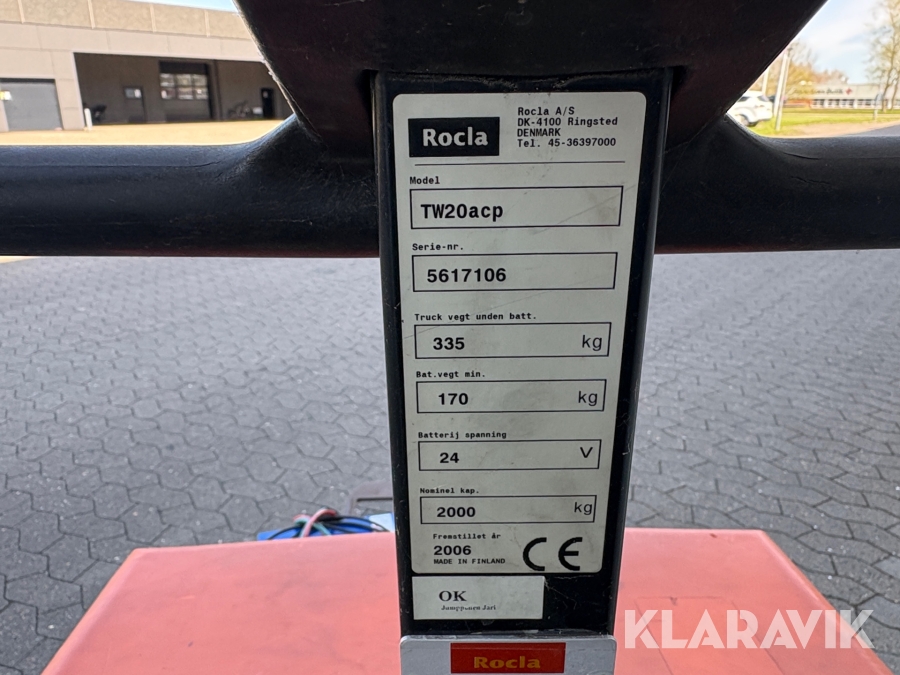 Rocla
Rocla A/S
DK-4100 Ringsted
DENMARK
Tel. 45-36397000
Model
TW20acp
Serie-nr.
5617106
Truck vegt unden batt.
335 kg
Bat.vegt min.
170 kg
Batterij spanning
24 V
Nominel kap.
2000 kg
Fremstillet år
2006
MADE IN FINLAND
CE
OK
Jamppanen Jari
Rocla
KLARAVIK